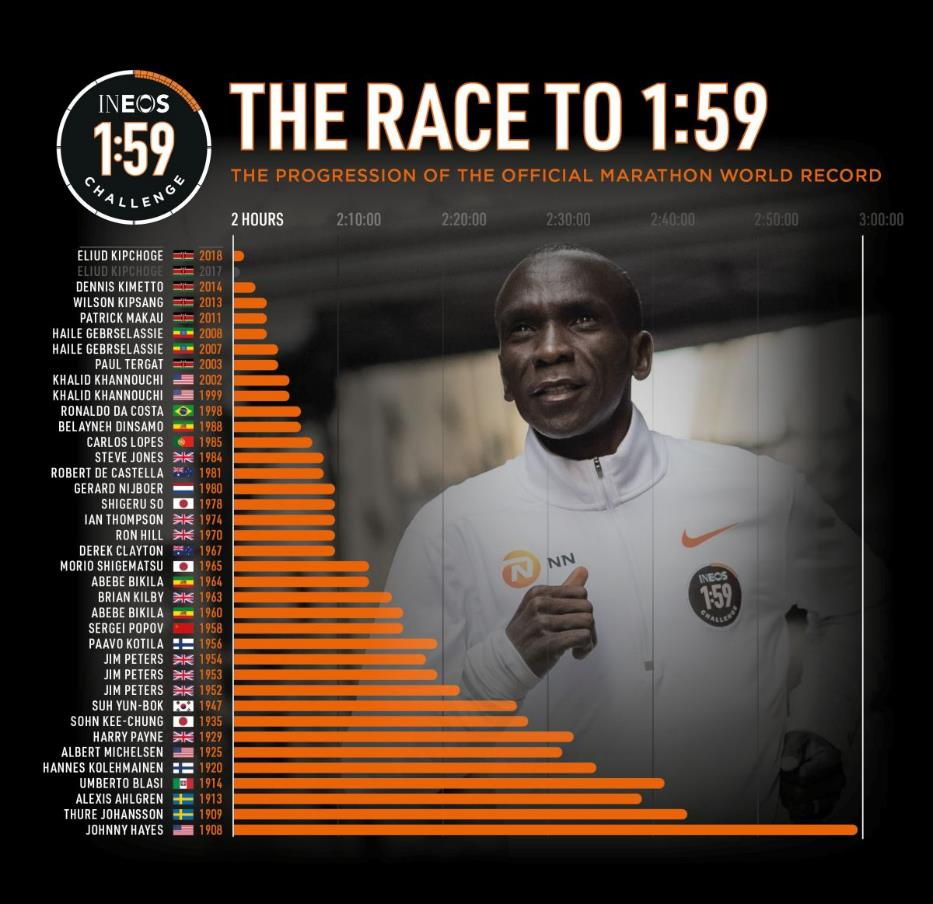 INEOS
1:59
CHALLENGE
THE RACE TO 1:59
THE PROGRESSION OF THE OFFICIAL MARATHON WORLD RECORD
2 HOURS 2:10:00 2:20:00 2:30:00 2:40:00 2:50:00 3:00:00
ELIUD KIPCHOGE 2018
ELIUD KIPCHOGE 2017
DENNIS KIMETTO 2014
WILSON KIPSANG 2013
PATRICK MAKAU 2011
HAILE GEBRSELASSIE 2008
HAILE GEBRSELASSIE 2007
PAUL TERGAT 2003
KHALID KHANNOUCHI 2002
KHALID KHANNOUCHI 1999
RONALDO DA COSTA 1998
BELAYNEH DINSAMO 1988
CARLOS LOPES 1985
STEVE JONES 1984
ROBERT DE CASTELLA 1981
GERARD NIJBOER 1980
SHIGERU SO 1978
IAN THOMPSON 1974
RON HILL 1970
DEREK CLAYTON 1967
MORIO SHIGEMATSU 1965
ABEBE BIKILA 1964
BRIAN KILBY 1963
ABEBE BIKILA 1960
SERGEI POPOV 1958
PAAVO KOTILA 1956
JIM PETERS 1954
JIM PETERS 1953
JIM PETERS 1952
SUH YUN-BOK 1947
SOHN KEE-CHUNG 1935
HARRY PAYNE 1929
ALBERT MICHELSEN 1925
HANNES KOLEHMAINEN 1920
UMBERTO BLASI 1914
ALEXIS AHLGREN 1913
THURE JOHANSSON 1909
JOHNNY HAYES 1908
N NN
INEOS
1:59
CHALLENGE